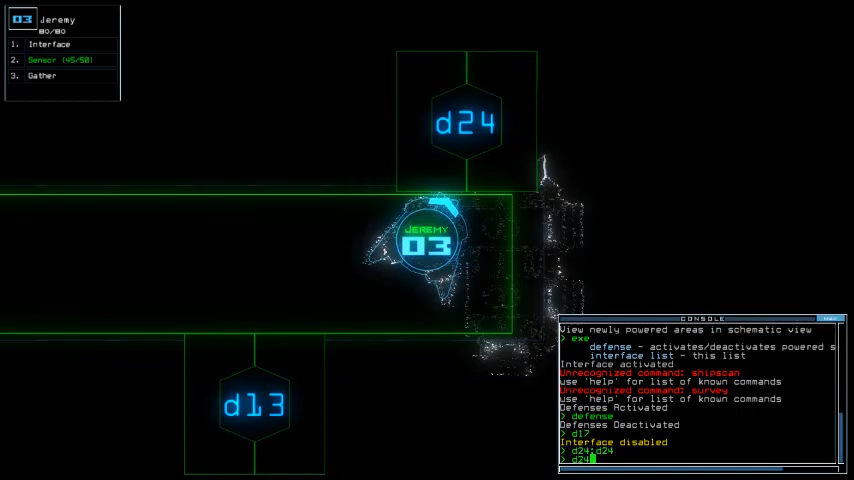 03 Jeremy
80/80
1. Interface
2. Sensor (45/50)
3. Gather
d24
JEREMY
03
d13
CONSOLE
View newly powered areas in schematic view
> exe
defense - activates/deactivates powered s
interface list - this list
Interface activated
Unrecognized command: shipscan
use 'help' for list of known commands
Unrecognized command: survey
use 'help' for list of known commands
Defenses Activated
> defense
Defenses Deactivated
> d17
Interface disabled
> d24;d24
> d24